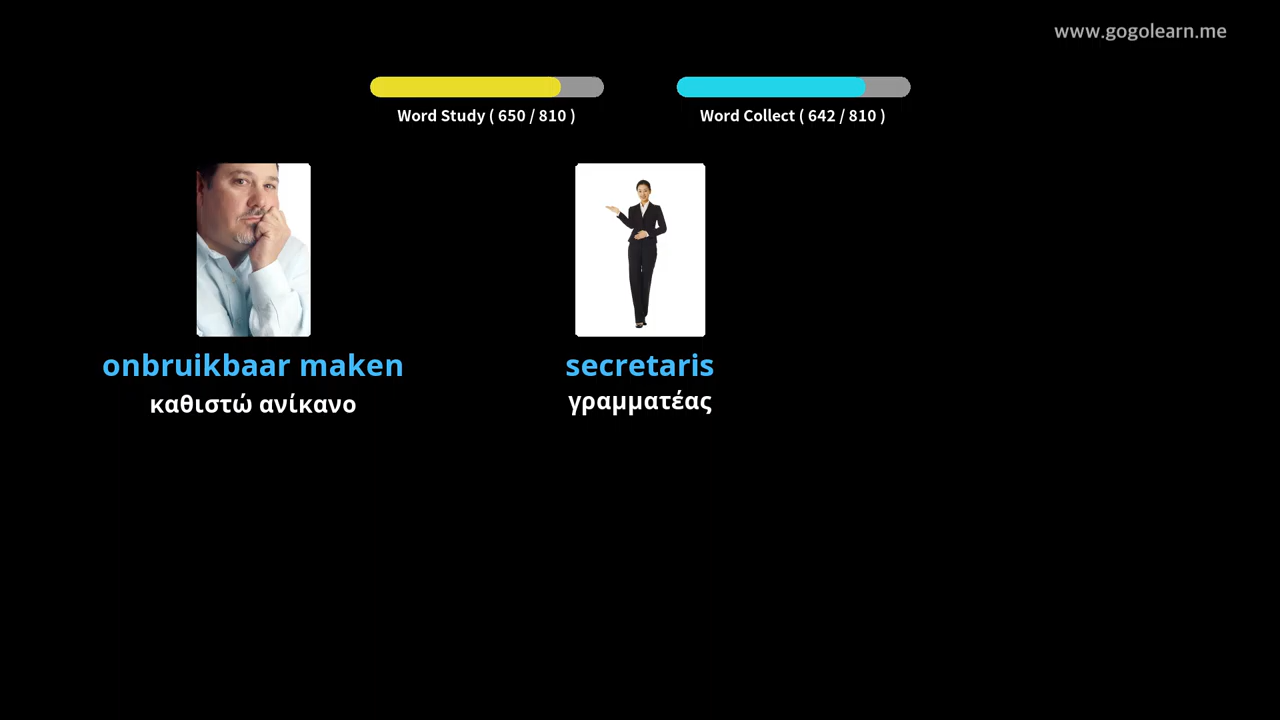 www.gogolearn.me
Word Study ( 650 / 810 )
Word Collect ( 642 / 810 )
onbruikbaar maken
καθιστώ ανίκανο
secretaris
γραμματέας